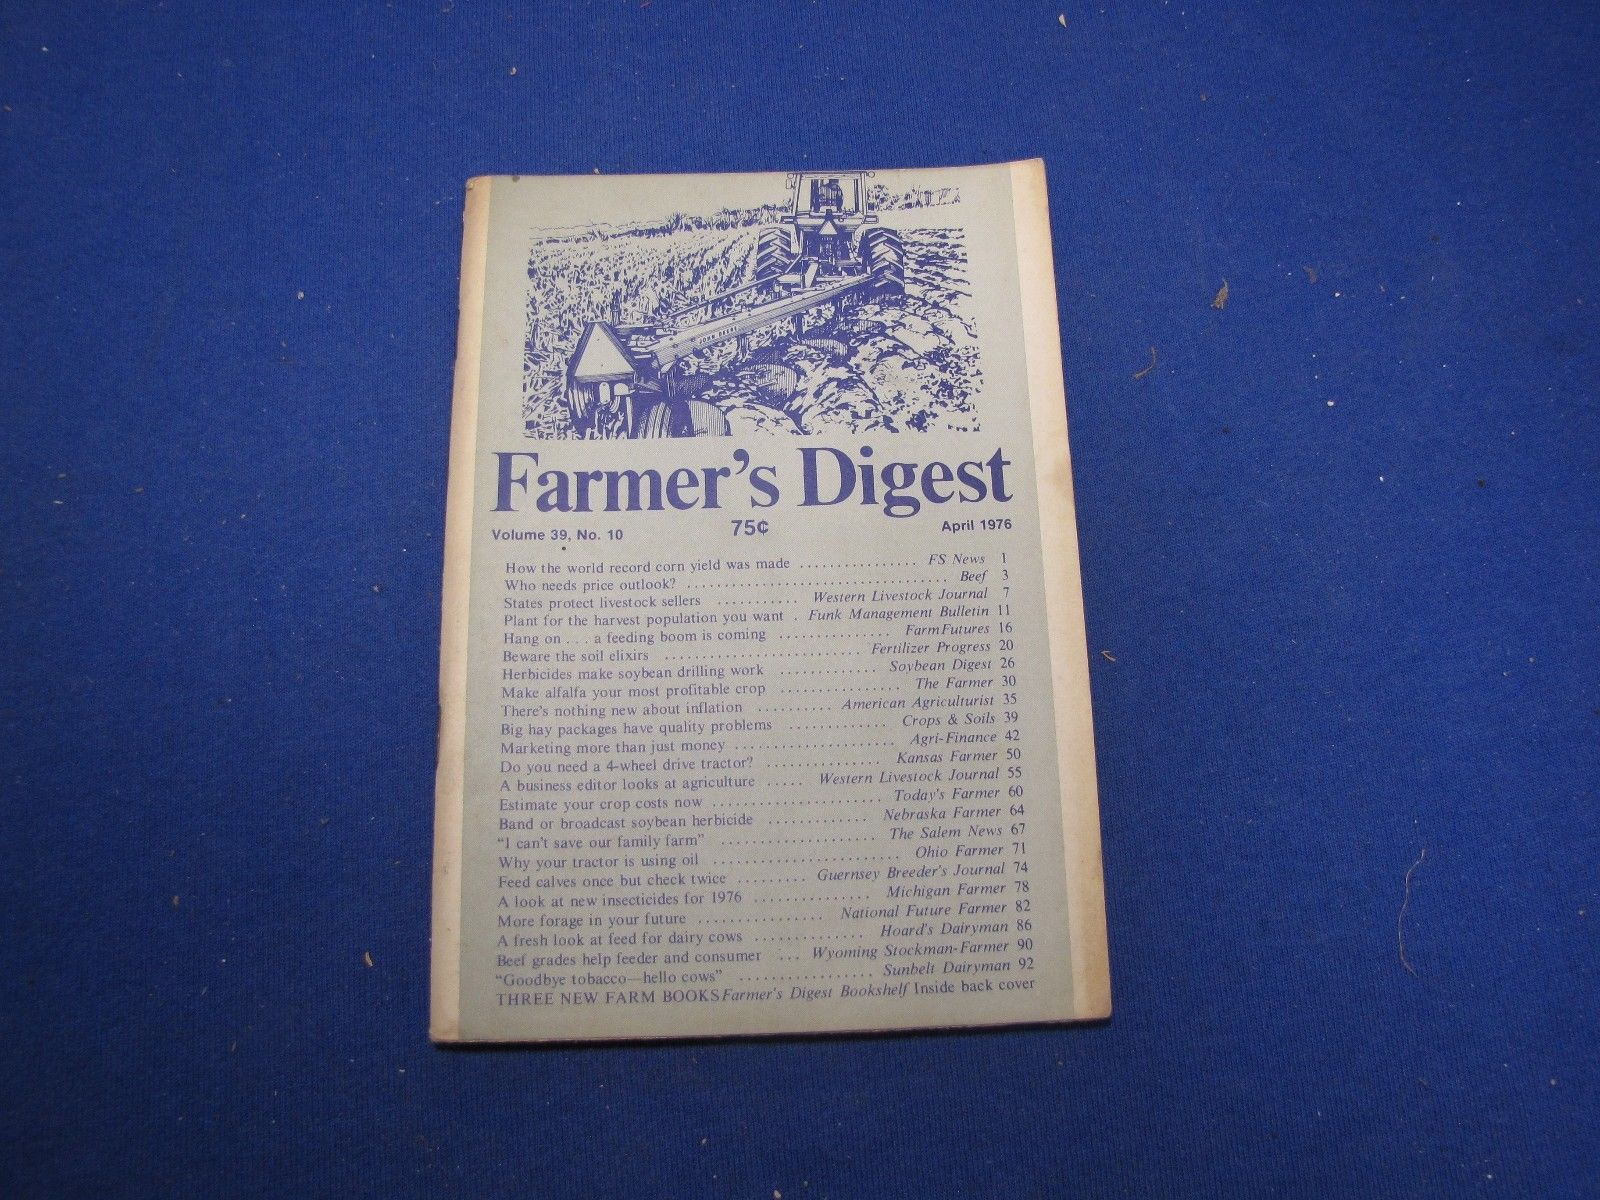 JOHN DEERE
Farmer's Digest
Volume 39, No. 10 75¢ April 1976
How the world record corn yield was made ................ FS News 1
Who needs price outlook? .................................. Beef 3
States protect livestock sellers ........... Western Livestock Journal 7
Plant for the harvest population you want . Funk Management Bulletin 11
Hang on . . . a feeding boom is coming ............... FarmFutures 16
Beware the soil elixirs .......................... Fertilizer Progress 20
Herbicides make soybean drilling work ............. Soybean Digest 26
Make alfalfa your most profitable crop ................ The Farmer 30
There's nothing new about inflation .......... American Agriculturist 35
Big hay packages have quality problems ............. Crops & Soils 39
Marketing more than just money ..................... Agri-Finance 42
Do you need a 4-wheel drive tractor? ............... Kansas Farmer 50
A business editor looks at agriculture ..... Western Livestock Journal 55
Estimate your crop costs now ...................... Today's Farmer 60
Band or broadcast soybean herbicide ............. Nebraska Farmer 64
"I can't save our family farm" .................... The Salem News 67
Why your tractor is using oil ......................... Ohio Farmer 71
Feed calves once but check twice ......... Guernsey Breeder's Journal 74
A look at new insecticides for 1976 ............... Michigan Farmer 78
More forage in your future ................ National Future Farmer 82
A fresh look at feed for dairy cows .............. Hoard's Dairyman 86
Beef grades help feeder and consumer ... Wyoming Stockman-Farmer 90
"Goodbye tobacco—hello cows" .................. Sunbelt Dairyman 92
THREE NEW FARM BOOKS Farmer's Digest Bookshelf Inside back cover